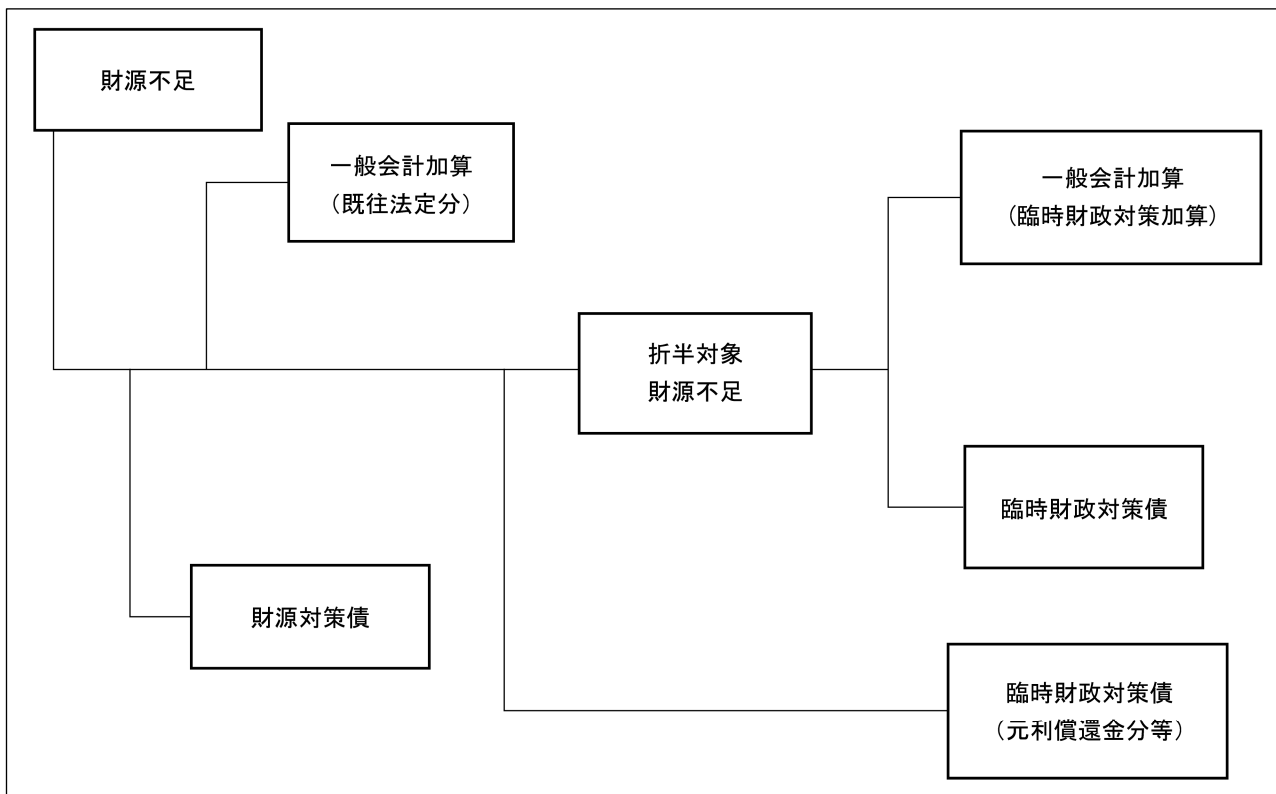 財源不足
一般会計加算
（既往法定分）
一般会計加算
（臨時財政対策加算）
折半対象
財源不足
臨時財政対策債
財源対策債
臨時財政対策債
（元利償還金分等）